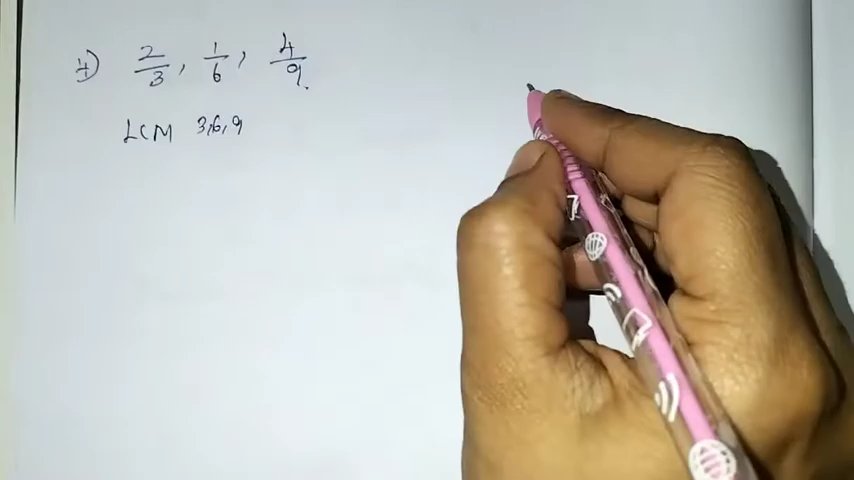 4) 2/3, 1/6, 4/9.
LCM 3,6,9